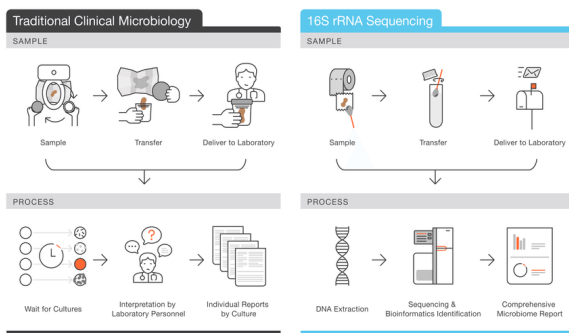 Traditional Clinical Microbiology
SAMPLE
Sample
Transfer
Deliver to Laboratory
PROCESS
?
Wait for Cultures
Interpretation by
Laboratory Personnel
Individual Reports
by Culture
16S rRNA Sequencing
SAMPLE
Sample
Transfer
Deliver to Laboratory
PROCESS
DNA Extraction
Sequencing &
Bioinformatics Identification
Comprehensive
Microbiome Report